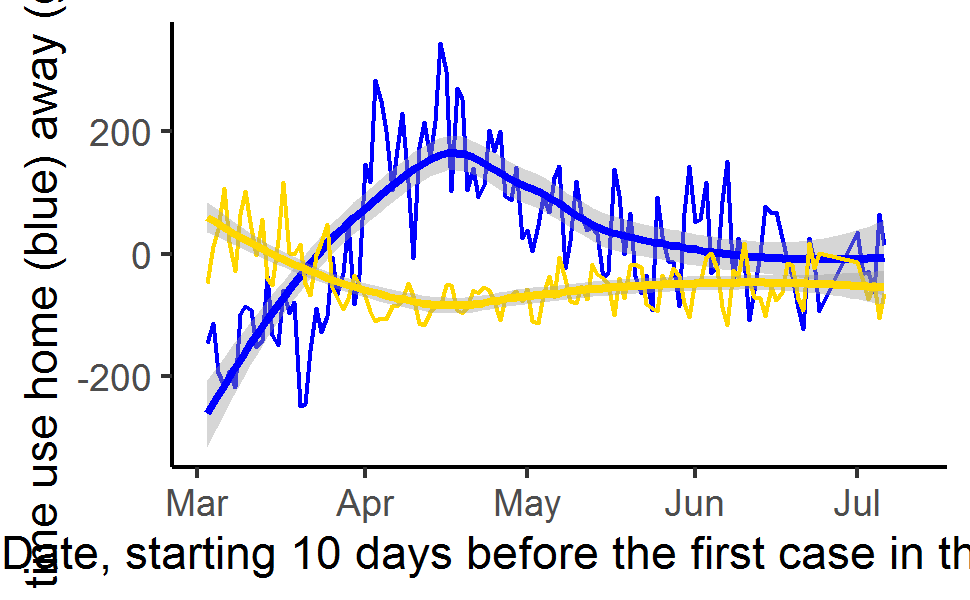 time use home (blue) away (
200
0
-200
Mar Apr May Jun Jul
Date, starting 10 days before the first case in th